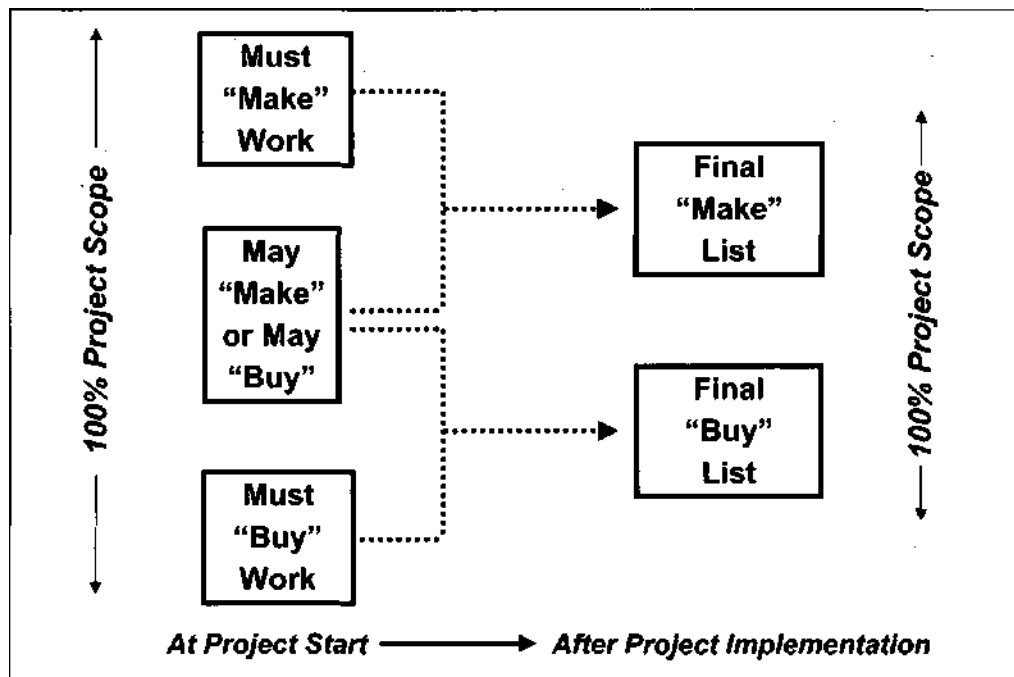 Must
“Make”
Work
May
“Make”
or May
“Buy”
Must
“Buy”
Work
Final
“Make”
List
Final
“Buy”
List
100% Project Scope
100% Project Scope
At Project Start
After Project Implementation